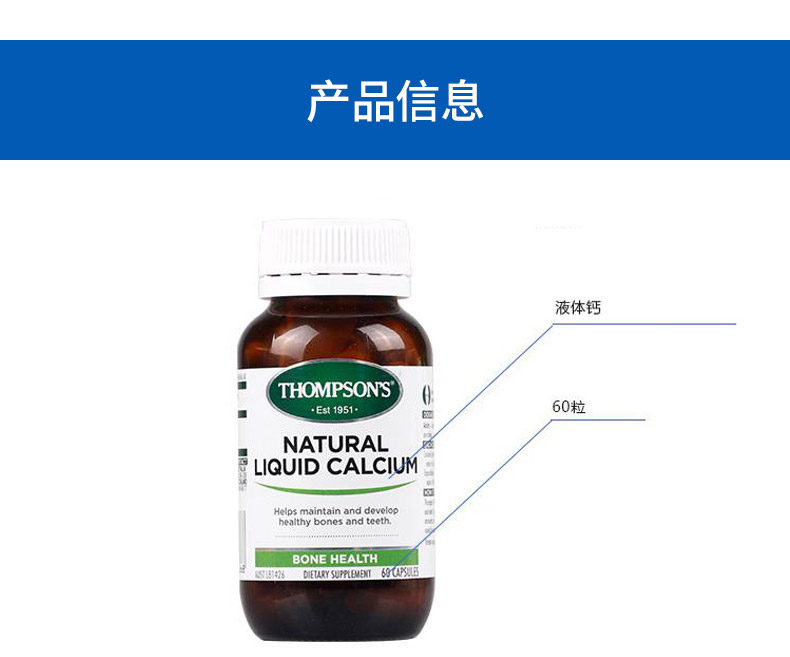 产品信息
液体钙
60粒
THOMPSON'S®
• Est 1951 •
NATURAL
LIQUID CALCIUM
Helps maintain and develop
healthy bones and teeth.
BONE HEALTH
DIETARY SUPPLEMENT 60 CAPSULES